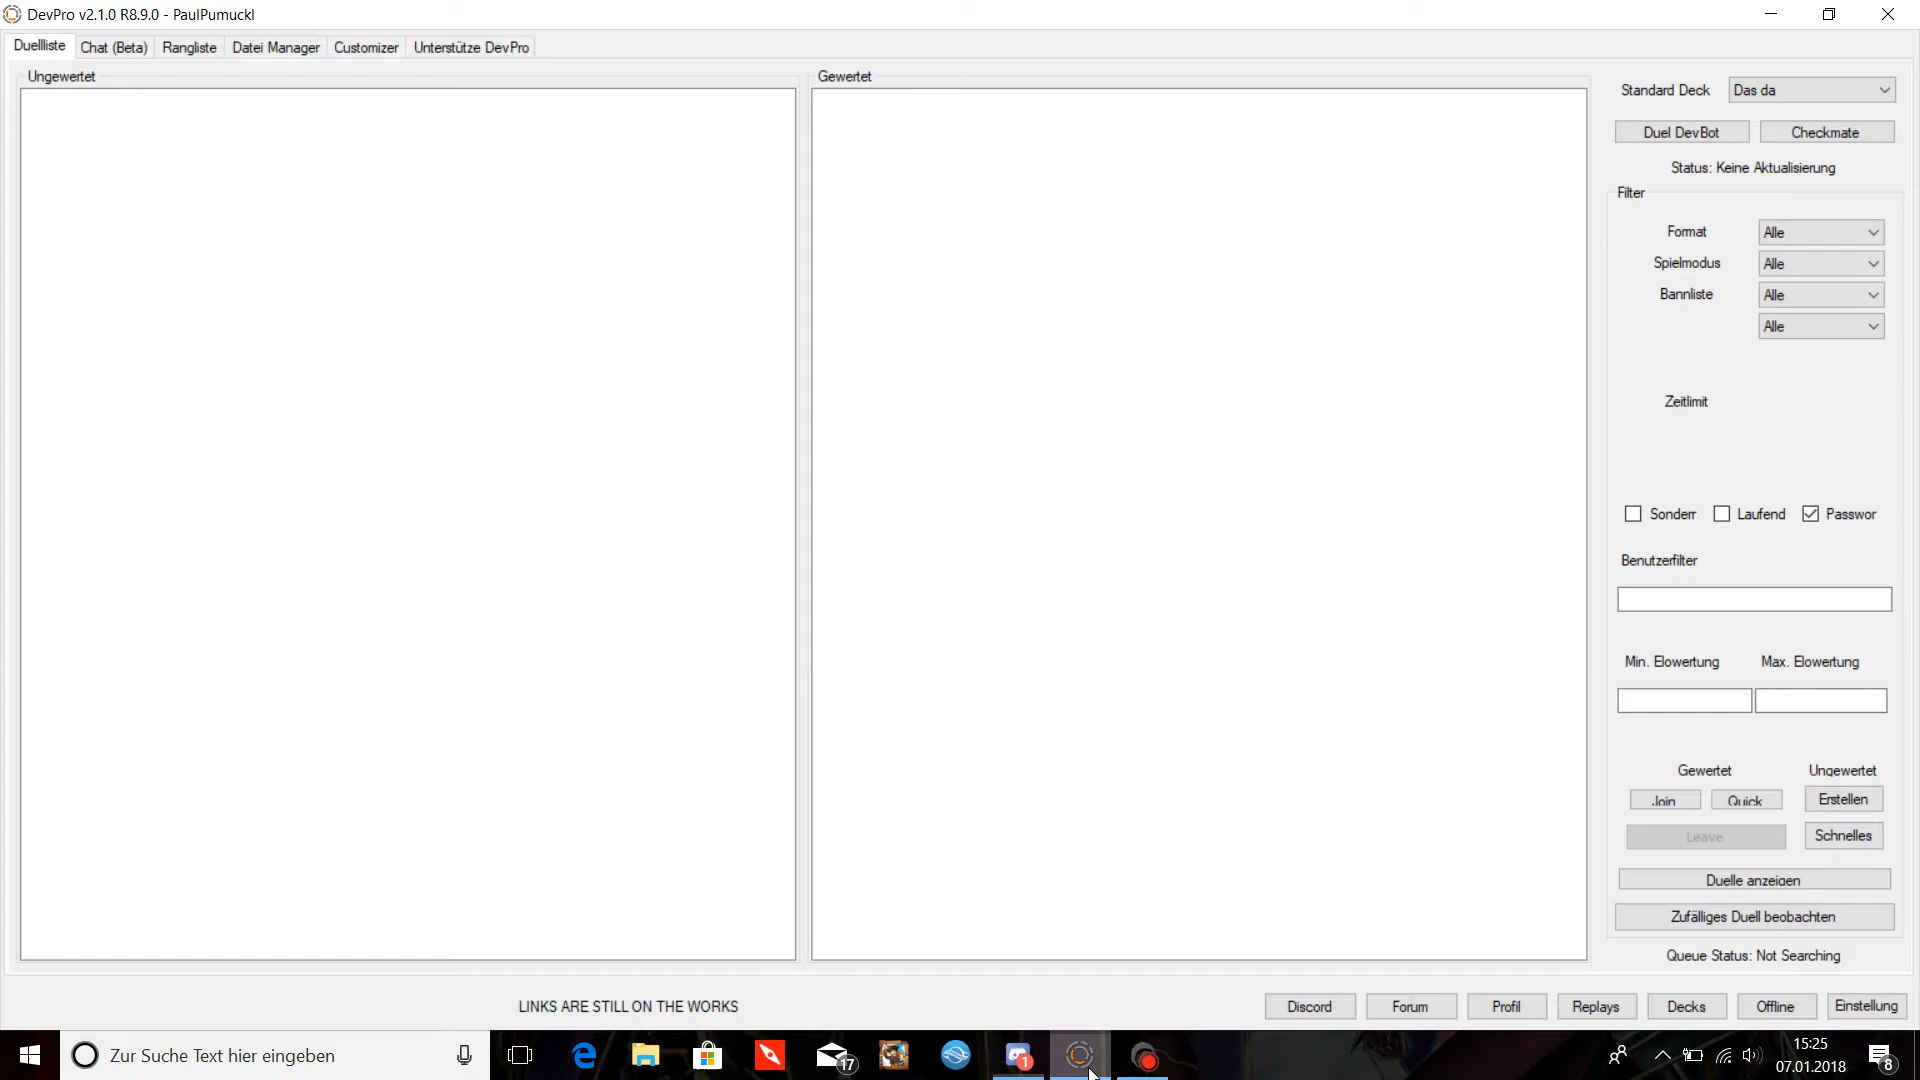 DevPro v2.1.0 R8.9.0 - PaulPumuckl
Duellliste Chat (Beta) Rangliste Datei Manager Customizer Unterstütze DevPro
Ungewertet
Gewertet
Standard Deck Das da
Duel DevBot Checkmate
Status: Keine Aktualisierung
Filter
Format Alle
Spielmodus Alle
Bannliste Alle
Alle
Zeitlimit
Sonderr Laufend Passwor
Benutzerfilter
Min. Elowertung Max. Elowertung
Gewertet Ungewertet
Join Quick Erstellen
Leave Schnelles
Duelle anzeigen
Zufälliges Duell beobachten
Queue Status: Not Searching
LINKS ARE STILL ON THE WORKS
Discord Forum Profil Replays Decks Offline Einstellung
Zur Suche Text hier eingeben
17
1
15:25
07.01.2018
8